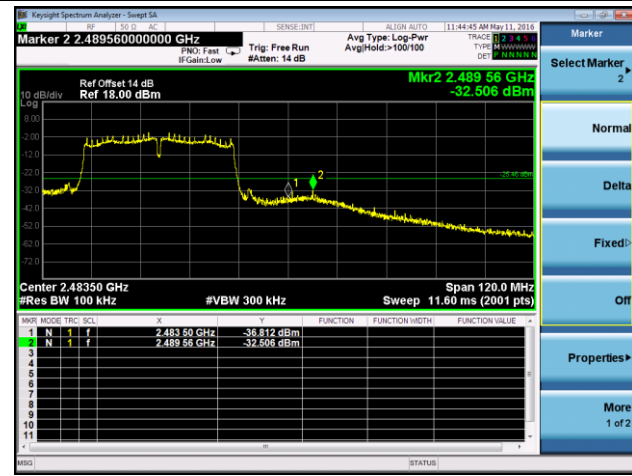 Keysight Spectrum Analyzer - Swept SA
RF 50 Ω AC SENSE:INT ALIGN AUTO 11:44:45 AM May 11, 2016
Marker 2 2.489560000000 GHz
Avg Type: Log-Pwr
TRACE 1 2 3 4 5 6
PNO: Fast
Trig: Free Run
Avg|Hold:>100/100
TYPE M WWWWW
IFGain:Low
#Atten: 14 dB
DET P N N N N N
Ref Offset 14 dB
Mkr2 2.489 56 GHz
10 dB/div
Ref 18.00 dBm
-32.506 dBm
Log
8.00
-2.00
-12.0
-22.0
-25.46 dBm
-32.0
1
2
-42.0
-52.0
-62.0
-72.0
Center 2.48350 GHz
Span 120.0 MHz
#Res BW 100 kHz
#VBW 300 kHz
Sweep 11.60 ms (2001 pts)
MKR MODE TRC SCL X Y FUNCTION FUNCTION WIDTH FUNCTION VALUE
1 N 1 f 2.483 50 GHz -36.812 dBm
2 N 1 f 2.489 56 GHz -32.506 dBm
3
4
5
6
7
8
9
10
11
MSG
STATUS
Marker
Select Marker
2
Normal
Delta
Fixed
Off
Properties
More
1 of 2